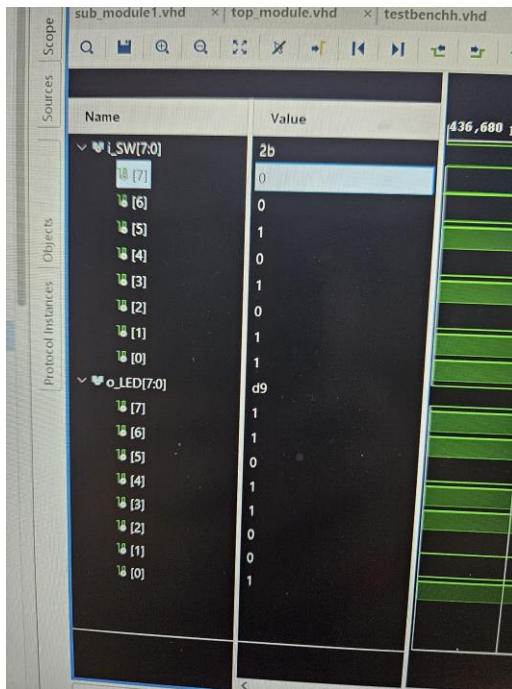 sub_module1.vhd × top_module.vhd × testbenchh.vhd
Scope
Sources
Objects
Protocol Instances
Name Value
436,680
i_SW[7:0] 2b
[7] 0
[6] 0
[5] 1
[4] 0
[3] 1
[2] 0
[1] 1
[0] 1
o_LED[7:0] d9
[7] 1
[6] 1
[5] 0
[4] 1
[3] 1
[2] 0
[1] 0
[0] 1